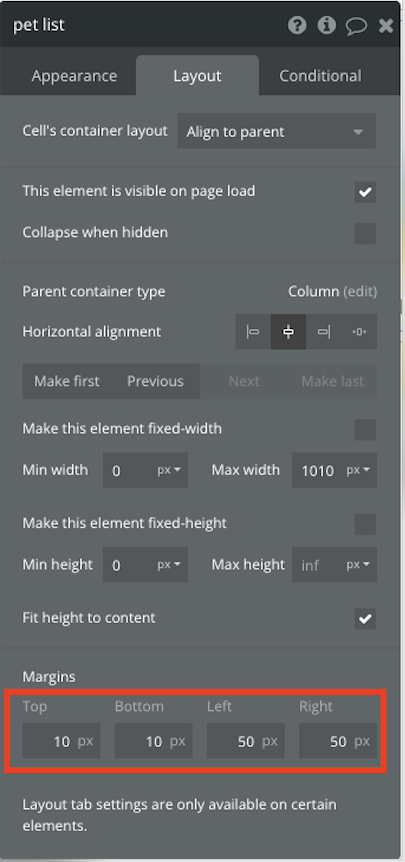 pet list
Appearance Layout Conditional
Cell's container layout Align to parent
This element is visible on page load
Collapse when hidden
Parent container type Column (edit)
Horizontal alignment
Make first Previous Next Make last
Make this element fixed-width
Min width 0 px Max width 1010 px
Make this element fixed-height
Min height 0 px Max height inf px
Fit height to content
Margins
Top Bottom Left Right
10 px 10 px 50 px 50 px
Layout tab settings are only available on certain
elements.